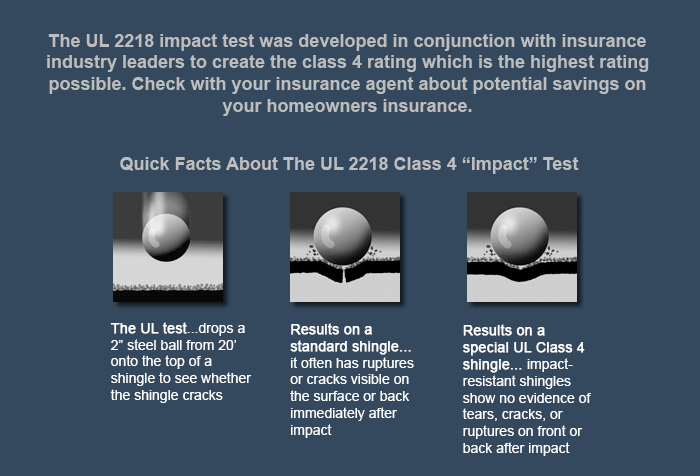 The UL 2218 impact test was developed in conjunction with insurance
industry leaders to create the class 4 rating which is the highest rating
possible. Check with your insurance agent about potential savings on
your homeowners insurance.
Quick Facts About The UL 2218 Class 4 “Impact” Test
The UL test...drops a
2” steel ball from 20’
onto the top of a
shingle to see whether
the shingle cracks
Results on a
standard shingle...
it often has ruptures
or cracks visible on
the surface or back
immediately after
impact
Results on a
special UL Class 4
shingle... impact-
resistant shingles
show no evidence of
tears, cracks, or
ruptures on front or
back after impact